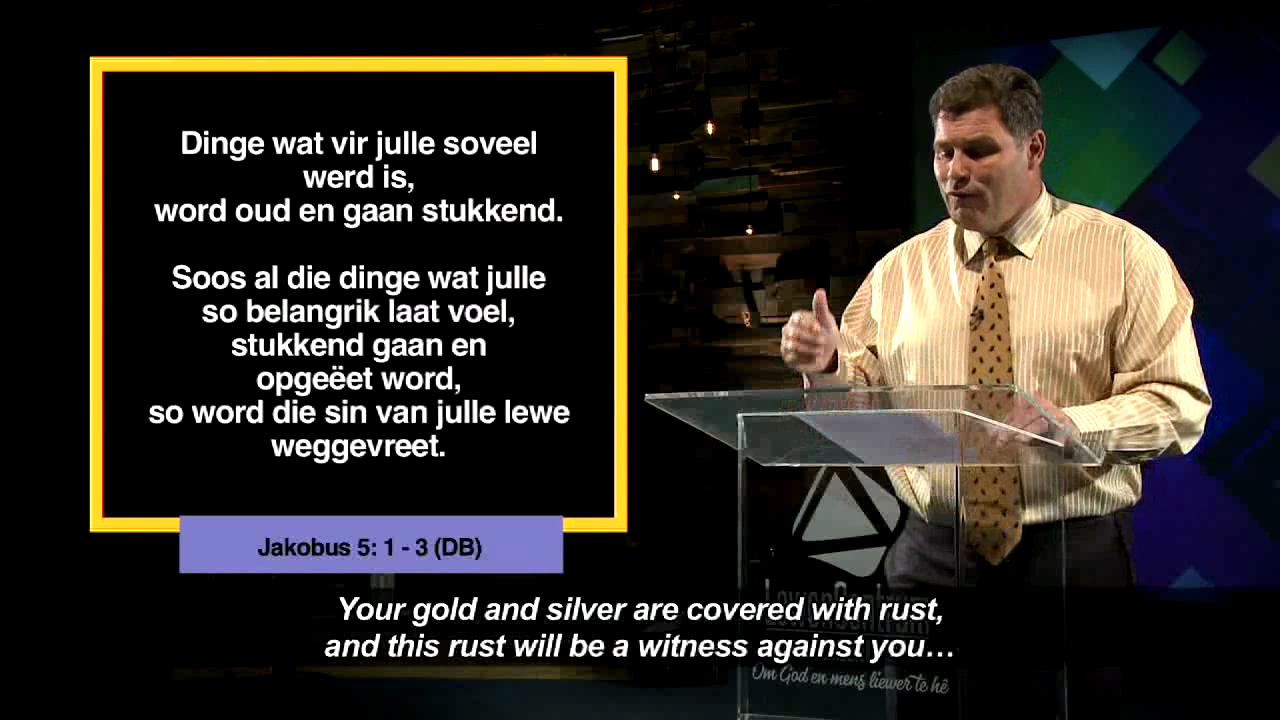 Dinge wat vir julle soveel
werd is,
word oud en gaan stukkend.
Soos al die dinge wat julle
so belangrik laat voel,
stukkend gaan en
opgeëet word,
so word die sin van julle lewe
weggevreet.
Jakobus 5: 1 - 3 (DB)
Your gold and silver are covered with rust,
and this rust will be a witness against you…
LewenCentrum
Om God en mens liewer te hê